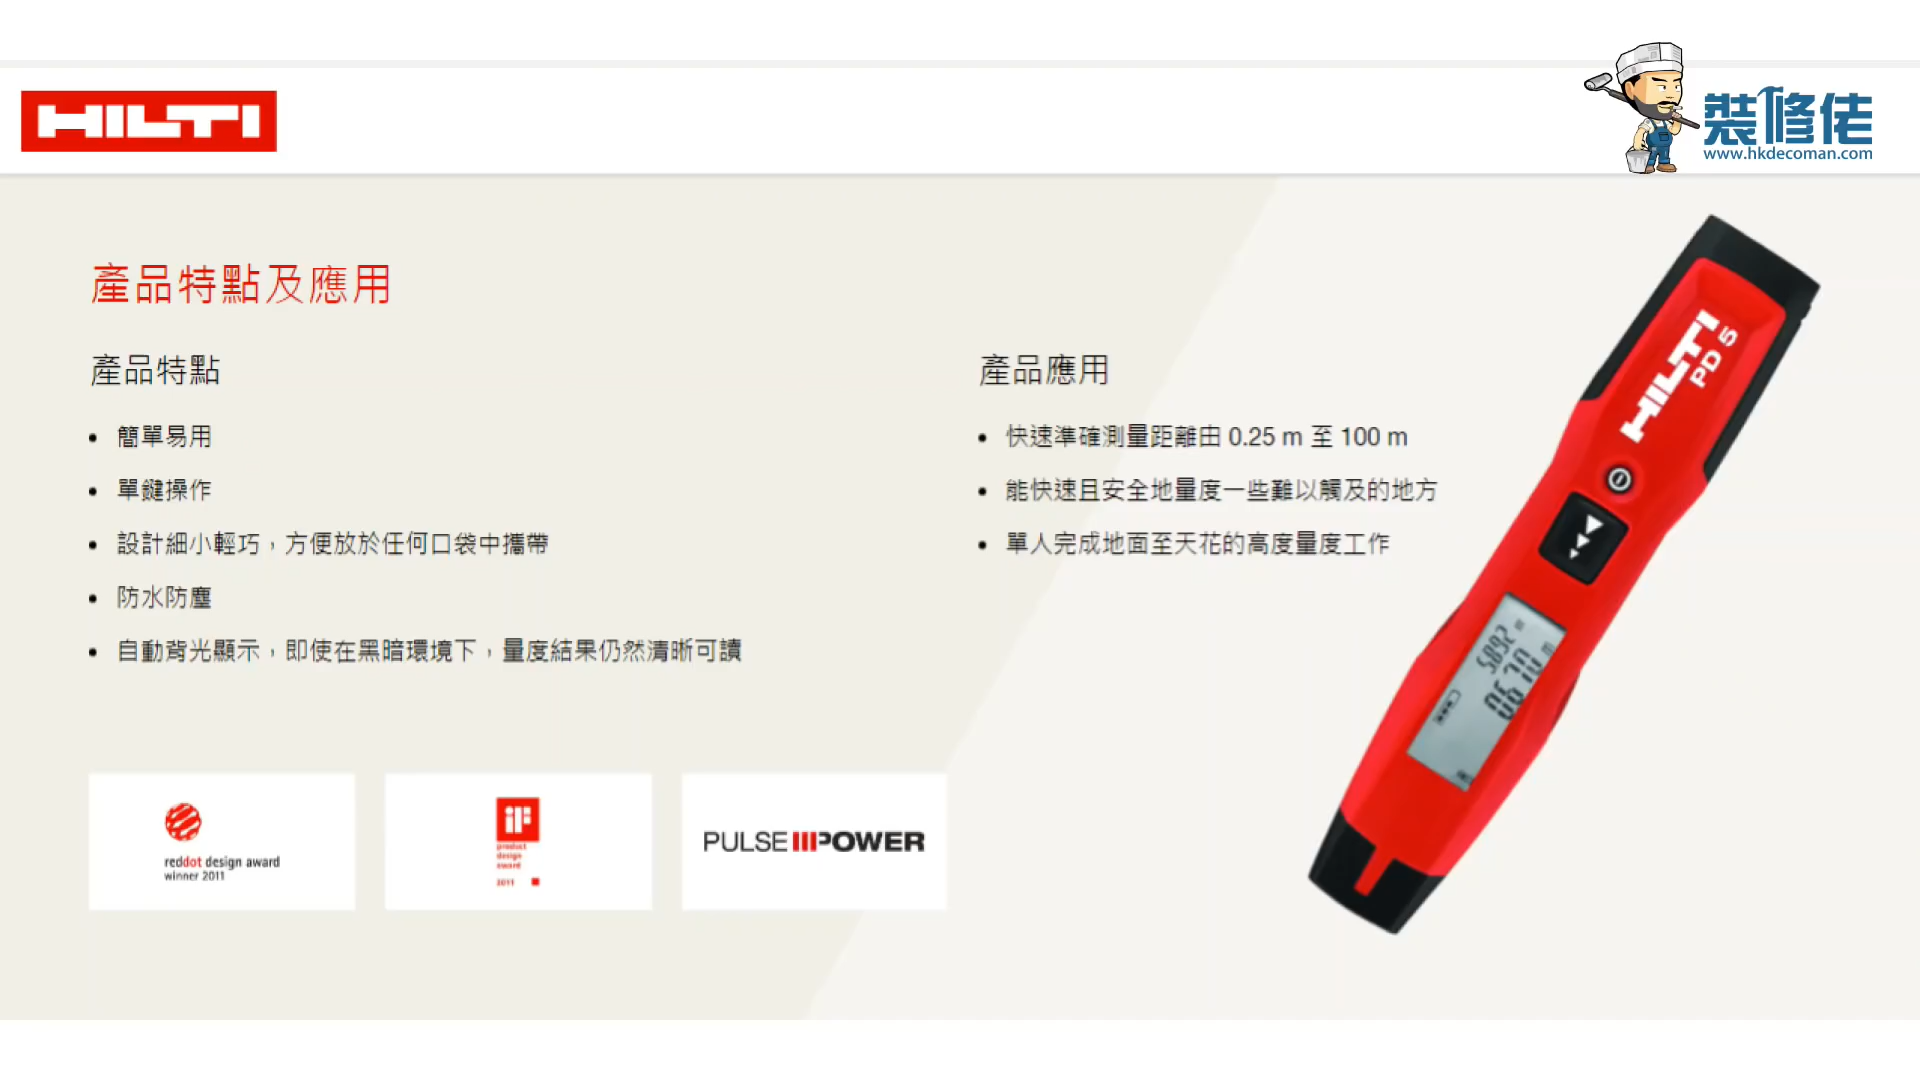 HILTI
裝修佬
www.hkdecoman.com
產品特點及應用
產品特點
簡單易用
單鍵操作
設計細小輕巧，方便放於任何口袋中攜帶
防水防塵
自動背光顯示，即使在黑暗環境下，量度結果仍然清晰可讀
產品應用
快速準確測量距離由 0.25 m 至 100 m
能快速且安全地量度一些難以觸及的地方
單人完成地面至天花的高度量度工作
HILTI
PD 5
5.892 m
0.670 m
reddot design award
winner 2011
iF
product
design
award
2011
PULSE POWER